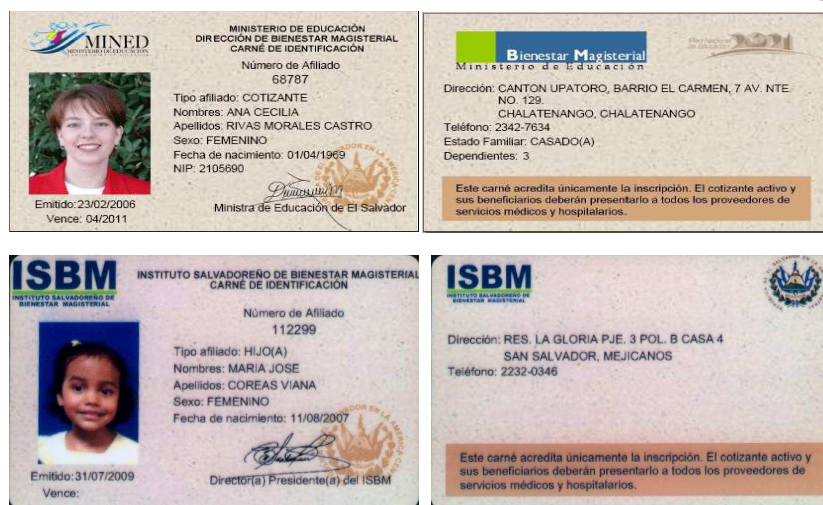 MINED
MINISTERIO DE EDUCACIÓN
MINISTERIO DE EDUCACIÓN
DIRECCIÓN DE BIENESTAR MAGISTERIAL
CARNÉ DE IDENTIFICACIÓN
Número de Afiliado
68787
Tipo afiliado: COTIZANTE
Nombres: ANA CECILIA
Apellidos: RIVAS MORALES CASTRO
Sexo: FEMENINO
Fecha de nacimiento: 01/04/1969
NIP: 2105690
Emitido:23/02/2006
Vence: 04/2011
Ministra de Educación de El Salvador
Bienestar Magisterial
Ministerio de Educación
2021
Dirección: CANTON UPATORO, BARRIO EL CARMEN, 7 AV. NTE.
NO. 129.
CHALATENANGO, CHALATENANGO
Teléfono: 2342-7634
Estado Familiar: CASADO(A)
Dependientes: 3
Este carné acredita únicamente la inscripción. El cotizante activo y
sus beneficiarios deberán presentarlo a todos los proveedores de
servicios médicos y hospitalarios.
ISBM
INSTITUTO SALVADOREÑO DE
BIENESTAR MAGISTERIAL
INSTITUTO SALVADOREÑO DE BIENESTAR MAGISTERIAL
CARNÉ DE IDENTIFICACIÓN
Número de Afiliado
112299
Tipo afiliado: HIJO(A)
Nombres: MARIA JOSE
Apellidos: COREAS VIANA
Sexo: FEMENINO
Fecha de nacimiento: 11/08/2007
Emitido:31/07/2009
Vence:
Director(a) Presidente(a) del ISBM
ISBM
INSTITUTO SALVADOREÑO DE
BIENESTAR MAGISTERIAL
Dirección: RES. LA GLORIA PJE. 3 POL. B CASA 4
SAN SALVADOR, MEJICANOS
Teléfono: 2232-0346
Este carné acredita únicamente la inscripción. El cotizante activo y
sus beneficiarios deberán presentarlo a todos los proveedores de
servicios médicos y hospitalarios.